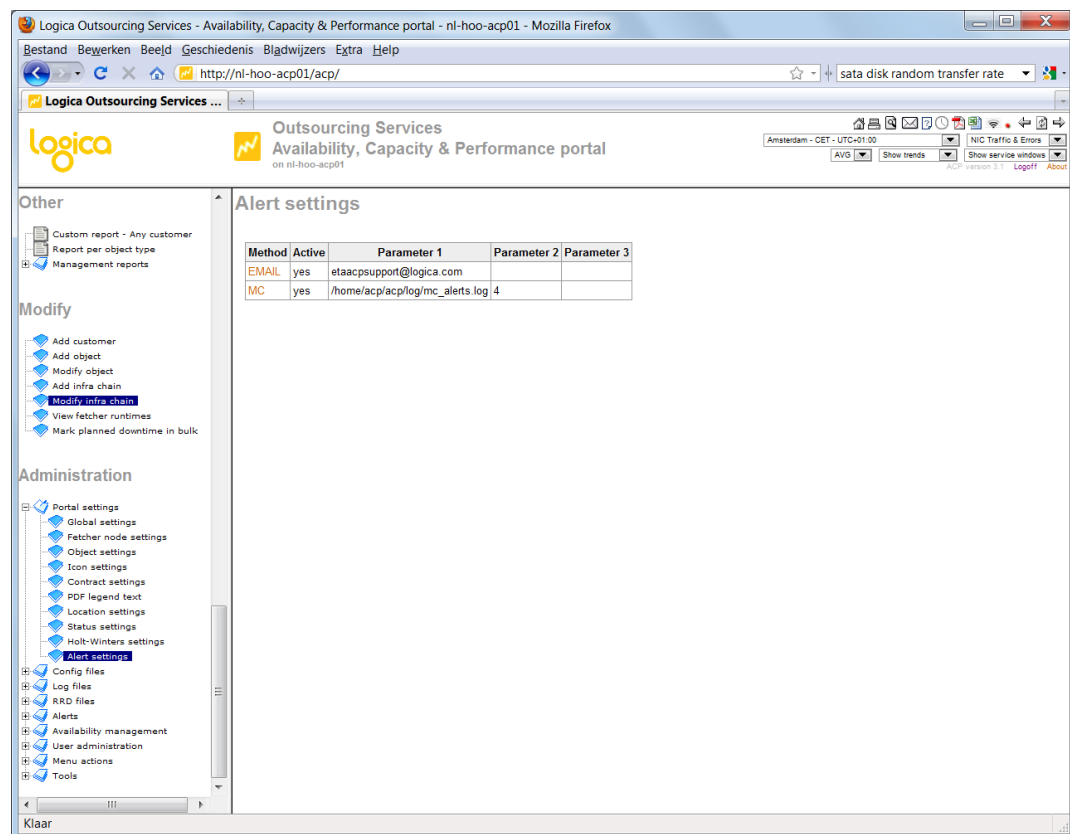 Logica Outsourcing Services - Availability, Capacity & Performance portal - nl-hoo-acp01 - Mozilla Firefox
Bestand Bewerken Beeld Geschiedenis Bladwijzers Extra Help
http://nl-hoo-acp01/acp/
sata disk random transfer rate
Logica Outsourcing Services ...
logica
Outsourcing Services
Availability, Capacity & Performance portal
on nl-hoo-acp01
Amsterdam - CET - UTC+01:00
NIC Traffic & Errors
AVG
Show trends
Show service windows
ACP version 3.1 Logoff About
Other
Custom report - Any customer
Report per object type
Management reports
Modify
Add customer
Add object
Modify object
Add infra chain
Modify infra chain
View fetcher runtimes
Mark planned downtime in bulk
Administration
Portal settings
Global settings
Fetcher node settings
Object settings
Icon settings
Contract settings
PDF legend text
Location settings
Status settings
Holt-Winters settings
Alert settings
Config files
Log files
RRD files
Alerts
Availability management
User administration
Menu actions
Tools
Alert settings
Method Active Parameter 1 Parameter 2 Parameter 3
EMAIL yes etaacpsupport@logica.com
MC yes /home/acp/acp/log/mc_alerts.log 4
Klaar